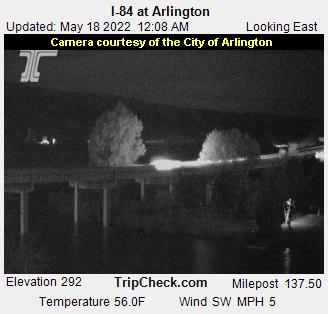 I-84 at Arlington
Updated: May 18 2022 12:08 AM Looking East
Camera courtesy of the City of Arlington
Elevation 292 TripCheck.com Milepost 137.50
Temperature 56.0F Wind SW MPH 5